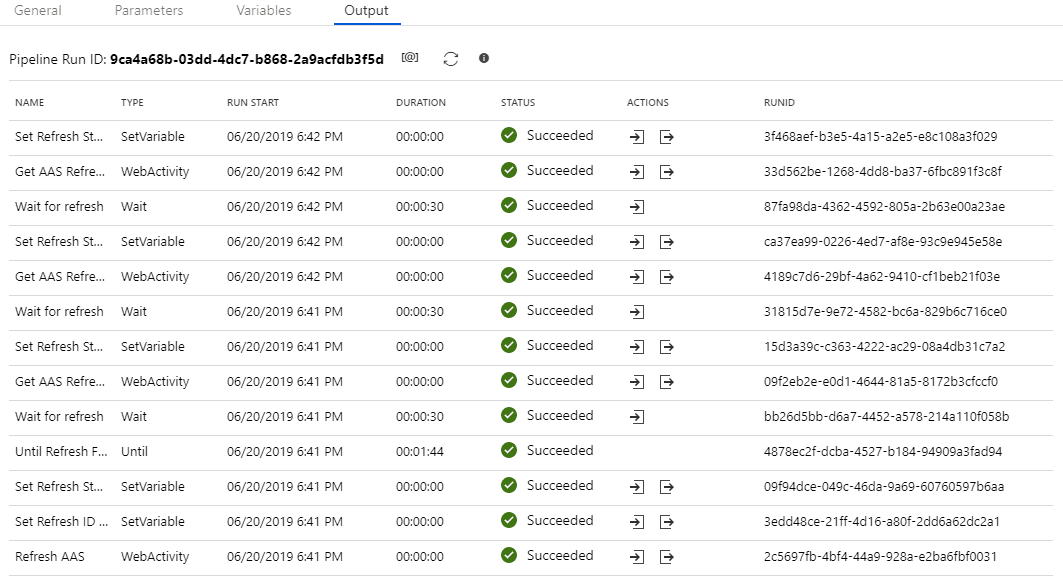 General Parameters Variables Output
Pipeline Run ID: 9ca4a68b-03dd-4dc7-b868-2a9acfdb3f5d [@]
NAME TYPE RUN START DURATION STATUS ACTIONS RUNID
Set Refresh St... SetVariable 06/20/2019 6:42 PM 00:00:00 Succeeded 3f468aef-b3e5-4a15-a2e5-e8c108a3f029
Get AAS Refre... WebActivity 06/20/2019 6:42 PM 00:00:00 Succeeded 33d562be-1268-4dd8-ba37-6fbc891f3c8f
Wait for refresh Wait 06/20/2019 6:42 PM 00:00:30 Succeeded 87fa98da-4362-4592-805a-2b63e00a23ae
Set Refresh St... SetVariable 06/20/2019 6:42 PM 00:00:00 Succeeded ca37ea99-0226-4ed7-af8e-93c9e945e58e
Get AAS Refre... WebActivity 06/20/2019 6:42 PM 00:00:00 Succeeded 4189c7d6-29bf-4a62-9410-cf1beb21f03e
Wait for refresh Wait 06/20/2019 6:41 PM 00:00:30 Succeeded 31815d7e-9e72-4582-bc6a-829b6c716ce0
Set Refresh St... SetVariable 06/20/2019 6:41 PM 00:00:00 Succeeded 15d3a39c-c363-4222-ac29-08a4db31c7a2
Get AAS Refre... WebActivity 06/20/2019 6:41 PM 00:00:00 Succeeded 09f2eb2e-e0d1-4644-81a5-8172b3cfccf0
Wait for refresh Wait 06/20/2019 6:41 PM 00:00:30 Succeeded bb26d5bb-d6a7-4452-a578-214a110f058b
Until Refresh F... Until 06/20/2019 6:41 PM 00:01:44 Succeeded 4878ec2f-dcba-4527-b184-94909a3fad94
Set Refresh St... SetVariable 06/20/2019 6:41 PM 00:00:00 Succeeded 09f94dce-049c-46da-9a69-60760597b6aa
Set Refresh ID ... SetVariable 06/20/2019 6:41 PM 00:00:00 Succeeded 3edd48ce-21ff-4d16-a80f-2dd6a62dc2a1
Refresh AAS WebActivity 06/20/2019 6:41 PM 00:00:00 Succeeded 2c5697fb-4bf4-44a9-928a-e2ba6fbf0031